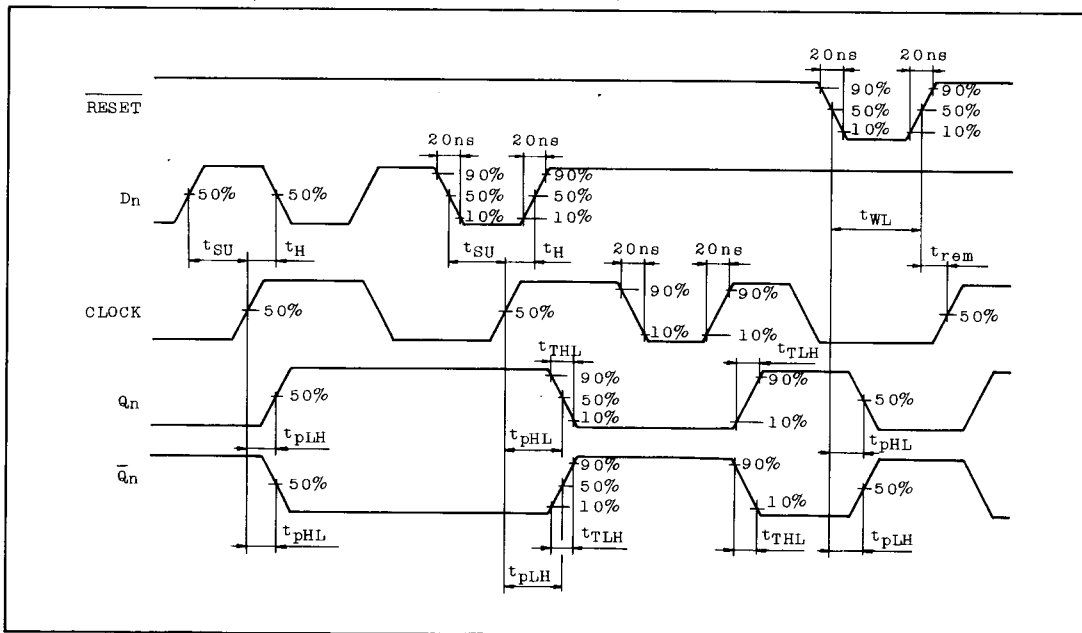 20ns 20ns
RESET 90% 50% 10% 90% 50% 10%
20ns 20ns
Dn 50% 50% 90% 50% 10% 90% 50% 10%
tSU tH tSU tH tWL trem
20ns 20ns
CLOCK 50% 50% 90% 10% 90% 10% 50%
tTHL tTLH
Qn 50% 90% 50% 10% 90% 10% 50%
tpLH tpHL tpHL
Q̄n 50% 90% 50% 10% 90% 10% 50%
tpHL tTLH tTHL tpLH
tpLH